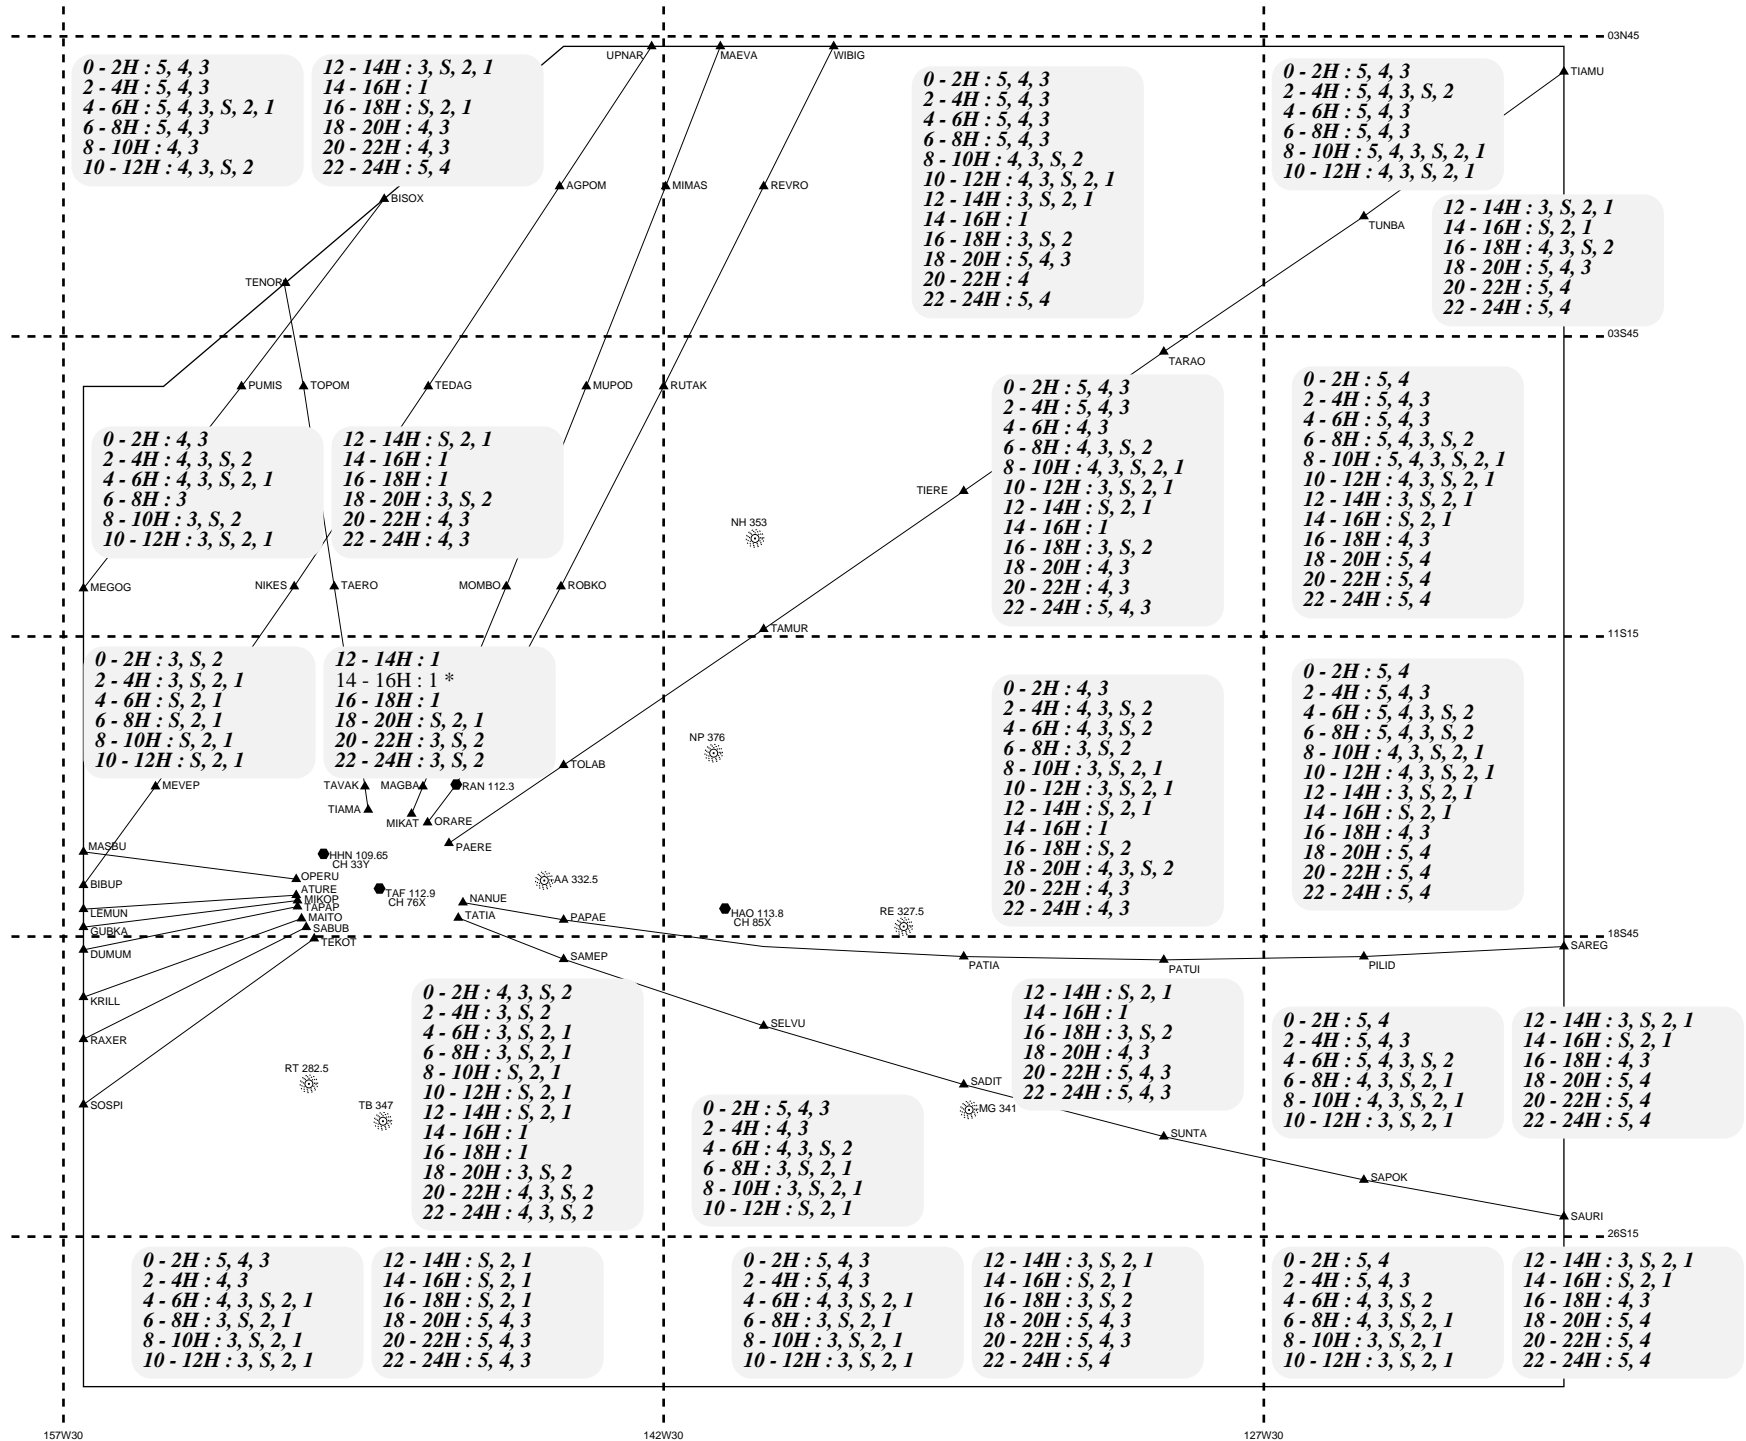 03N45
UPNAR
MAEVA
WIBIG
TIAMU
0 - 2H : 5, 4, 3
2 - 4H : 5, 4, 3
4 - 6H : 5, 4, 3, S, 2, 1
6 - 8H : 5, 4, 3
8 - 10H : 4, 3
10 - 12H : 4, 3, S, 2
12 - 14H : 3, S, 2, 1
14 - 16H : 1
16 - 18H : S, 2, 1
18 - 20H : 4, 3
20 - 22H : 4, 3
22 - 24H : 5, 4
0 - 2H : 5, 4, 3
2 - 4H : 5, 4, 3
4 - 6H : 5, 4, 3
6 - 8H : 5, 4, 3
8 - 10H : 4, 3, S, 2
10 - 12H : 4, 3, S, 2, 1
12 - 14H : 3, S, 2, 1
14 - 16H : 1
16 - 18H : 3, S, 2
18 - 20H : 5, 4, 3
20 - 22H : 4
22 - 24H : 5, 4
0 - 2H : 5, 4, 3
2 - 4H : 5, 4, 3, S, 2
4 - 6H : 5, 4, 3
6 - 8H : 5, 4, 3
8 - 10H : 5, 4, 3, S, 2, 1
10 - 12H : 4, 3, S, 2, 1
12 - 14H : 3, S, 2, 1
14 - 16H : S, 2, 1
16 - 18H : 4, 3, S, 2
18 - 20H : 5, 4, 3
20 - 22H : 5, 4
22 - 24H : 5, 4
BISOX
AGPOM
MIMAS
REVRO
TUNBA
TENOR
03S45
TARAO
PUMIS
TOPOM
TEDAG
MUPOD
RUTAK
0 - 2H : 4, 3
2 - 4H : 4, 3, S, 2
4 - 6H : 4, 3, S, 2, 1
6 - 8H : 3
8 - 10H : 3, S, 2
10 - 12H : 3, S, 2, 1
12 - 14H : S, 2, 1
14 - 16H : 1
16 - 18H : 1
18 - 20H : 3, S, 2
20 - 22H : 4, 3
22 - 24H : 4, 3
0 - 2H : 5, 4, 3
2 - 4H : 5, 4, 3
4 - 6H : 4, 3
6 - 8H : 4, 3, S, 2
8 - 10H : 4, 3, S, 2, 1
10 - 12H : 3, S, 2, 1
12 - 14H : S, 2, 1
14 - 16H : 1
16 - 18H : 3, S, 2
18 - 20H : 4, 3
20 - 22H : 4, 3
22 - 24H : 5, 4, 3
0 - 2H : 5, 4
2 - 4H : 5, 4, 3
4 - 6H : 5, 4, 3
6 - 8H : 5, 4, 3, S, 2
8 - 10H : 5, 4, 3, S, 2, 1
10 - 12H : 4, 3, S, 2, 1
12 - 14H : 3, S, 2, 1
14 - 16H : S, 2, 1
16 - 18H : 4, 3
18 - 20H : 5, 4
20 - 22H : 5, 4
22 - 24H : 5, 4
TIERE
NH 353
MEGOG
NIKES
TAERO
MOMBO
ROBKO
TAMUR
11S15
0 - 2H : 3, S, 2
2 - 4H : 3, S, 2, 1
4 - 6H : S, 2, 1
6 - 8H : S, 2, 1
8 - 10H : S, 2, 1
10 - 12H : S, 2, 1
12 - 14H : 1
14 - 16H : 1 *
16 - 18H : 1
18 - 20H : S, 2, 1
20 - 22H : 3, S, 2
22 - 24H : 3, S, 2
0 - 2H : 4, 3
2 - 4H : 4, 3, S, 2
4 - 6H : 4, 3, S, 2
6 - 8H : 3, S, 2
8 - 10H : 3, S, 2, 1
10 - 12H : 3, S, 2, 1
12 - 14H : S, 2, 1
14 - 16H : 1
16 - 18H : S, 2
18 - 20H : 4, 3, S, 2
20 - 22H : 4, 3
22 - 24H : 4, 3
0 - 2H : 5, 4
2 - 4H : 5, 4, 3
4 - 6H : 5, 4, 3, S, 2
6 - 8H : 5, 4, 3, S, 2
8 - 10H : 4, 3, S, 2, 1
10 - 12H : 4, 3, S, 2, 1
12 - 14H : 3, S, 2, 1
14 - 16H : S, 2, 1
16 - 18H : 4, 3
18 - 20H : 5, 4
20 - 22H : 5, 4
22 - 24H : 5, 4
NP 376
TOLAB
MEVEP
TAVAK
MAGBA
RAN 112.3
TIAMA
MIKAT
ORARE
PAERE
MASBU
HHN 109.65
CH 33Y
OPERU
BIBUP
ATURE
MIKOP
TAPAP
TAF 112.9
CH 76X
AA 332.5
NANUE
LEMUN
MAITO
TATIA
PAPAE
HAO 113.8
CH 85X
RE 327.5
GUBKA
SABUB
TEKOT
18S45
SAREG
DUMUM
SAMEP
PATIA
PATUI
PILID
KRILL
RAXER
SELVU
0 - 2H : 4, 3, S, 2
2 - 4H : 3, S, 2
4 - 6H : 3, S, 2, 1
6 - 8H : 3, S, 2, 1
8 - 10H : S, 2, 1
10 - 12H : S, 2, 1
12 - 14H : S, 2, 1
14 - 16H : 1
16 - 18H : 1
18 - 20H : 3, S, 2
20 - 22H : 4, 3, S, 2
22 - 24H : 4, 3, S, 2
0 - 2H : 5, 4, 3
2 - 4H : 4, 3
4 - 6H : 4, 3, S, 2
6 - 8H : 3, S, 2, 1
8 - 10H : 3, S, 2, 1
10 - 12H : S, 2, 1
12 - 14H : S, 2, 1
14 - 16H : 1
16 - 18H : 3, S, 2
18 - 20H : 4, 3
20 - 22H : 5, 4, 3
22 - 24H : 5, 4, 3
0 - 2H : 5, 4
2 - 4H : 5, 4, 3
4 - 6H : 5, 4, 3, S, 2
6 - 8H : 4, 3, S, 2, 1
8 - 10H : 4, 3, S, 2, 1
10 - 12H : 3, S, 2, 1
12 - 14H : 3, S, 2, 1
14 - 16H : S, 2, 1
16 - 18H : 4, 3
18 - 20H : 5, 4
20 - 22H : 5, 4
22 - 24H : 5, 4
RT 282.5
SADIT
SOSPI
TB 347
MG 341
SUNTA
SAPOK
SAURI
26S15
0 - 2H : 5, 4, 3
2 - 4H : 4, 3
4 - 6H : 4, 3, S, 2, 1
6 - 8H : 3, S, 2, 1
8 - 10H : 3, S, 2, 1
10 - 12H : 3, S, 2, 1
12 - 14H : S, 2, 1
14 - 16H : S, 2, 1
16 - 18H : S, 2, 1
18 - 20H : 5, 4, 3
20 - 22H : 5, 4, 3
22 - 24H : 5, 4, 3
0 - 2H : 5, 4, 3
2 - 4H : 5, 4, 3
4 - 6H : 4, 3, S, 2, 1
6 - 8H : 3, S, 2, 1
8 - 10H : 3, S, 2, 1
10 - 12H : 3, S, 2, 1
12 - 14H : 3, S, 2, 1
14 - 16H : S, 2, 1
16 - 18H : 3, S, 2
18 - 20H : 5, 4, 3
20 - 22H : 5, 4, 3
22 - 24H : 5, 4
0 - 2H : 5, 4
2 - 4H : 5, 4, 3
4 - 6H : 4, 3, S, 2
6 - 8H : 4, 3, S, 2, 1
8 - 10H : 3, S, 2, 1
10 - 12H : 3, S, 2, 1
12 - 14H : 3, S, 2, 1
14 - 16H : S, 2, 1
16 - 18H : 4, 3
18 - 20H : 5, 4
20 - 22H : 5, 4
22 - 24H : 5, 4
157W30
142W30
127W30